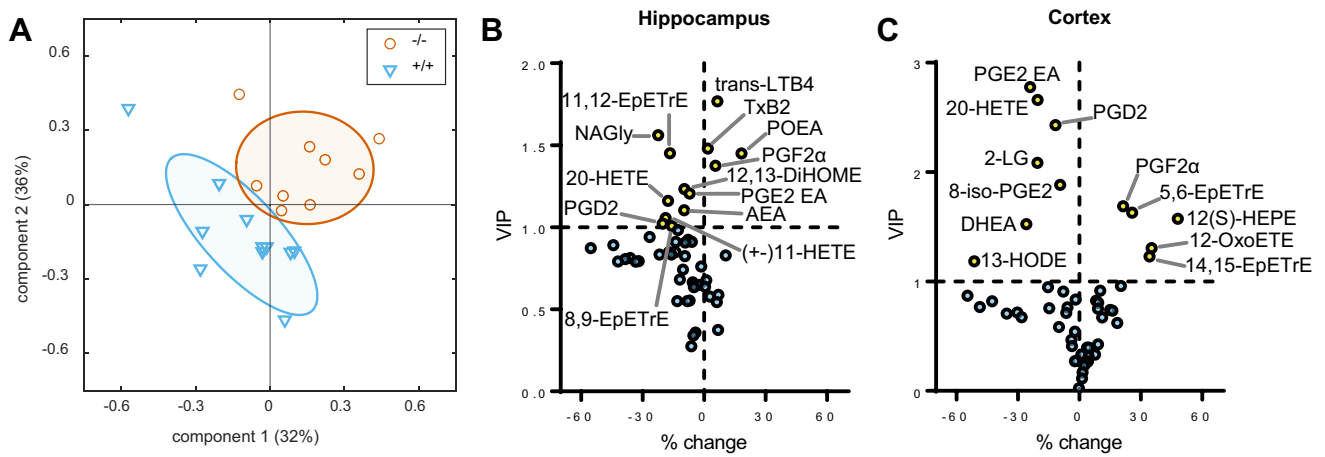 A
-/-
+/+
0.6
0.3
0
-0.3
-0.6
-0.6
-0.3
0
0.3
0.6
component 2 (36%)
component 1 (32%)
B
Hippocampus
2.0
1.5
1.0
0.5
0.0
VIP
trans-LTB4
11,12-EpETrE
TxB2
NAGly
POEA
PGF2α
12,13-DiHOME
20-HETE
PGE2 EA
PGD2
AEA
(+-)11-HETE
8,9-EpETrE
-60
-30
0
30
60
% change
C
Cortex
3
2
1
0
VIP
PGE2 EA
20-HETE
PGD2
2-LG
PGF2α
8-iso-PGE2
5,6-EpETrE
DHEA
12(S)-HEPE
12-OxoETE
13-HODE
14,15-EpETrE
-60
-30
0
30
60
% change